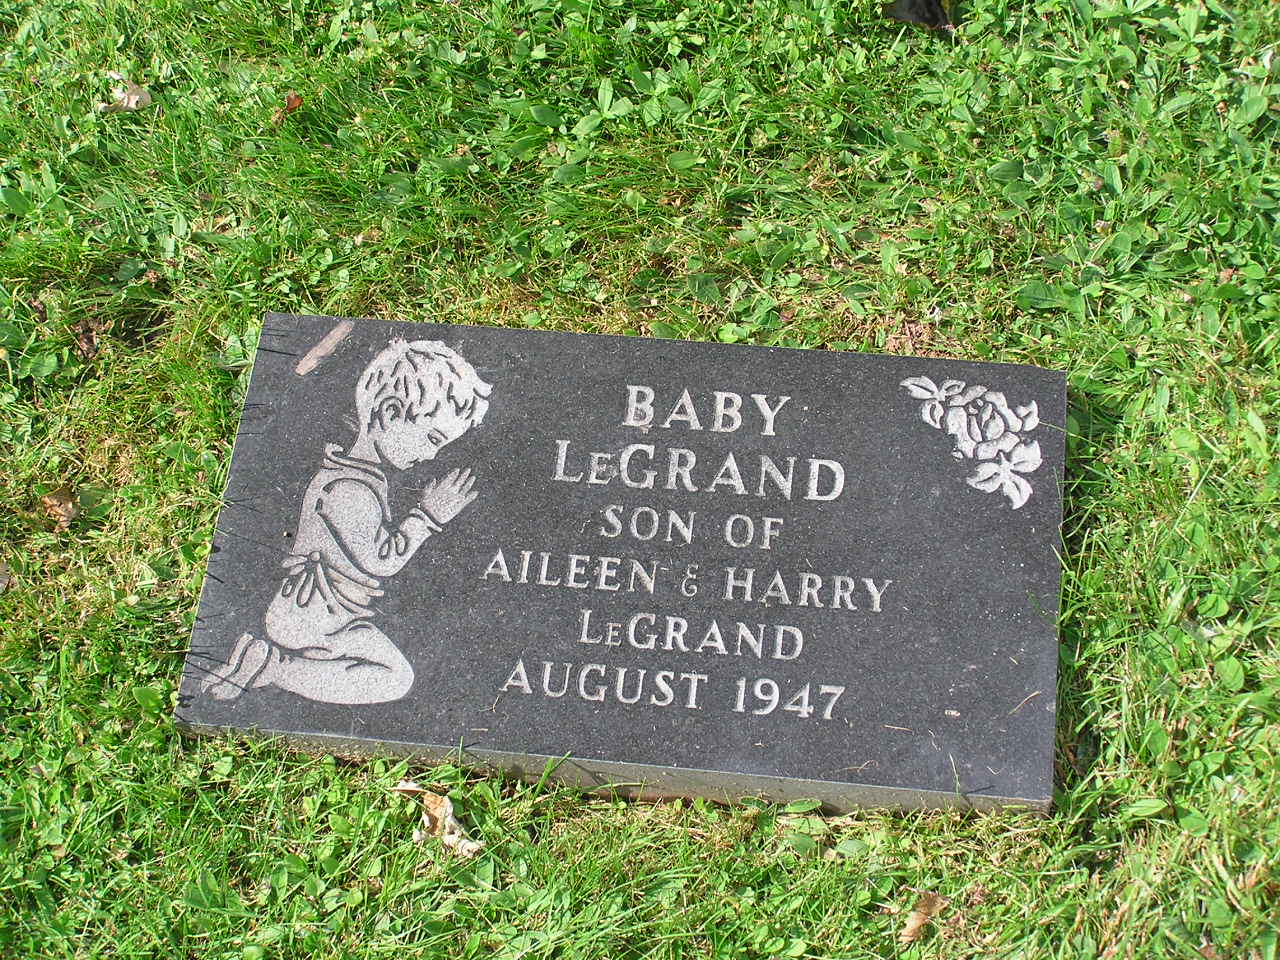 BABY
LeGRAND
SON OF
AILEEN & HARRY
LeGRAND
AUGUST 1947